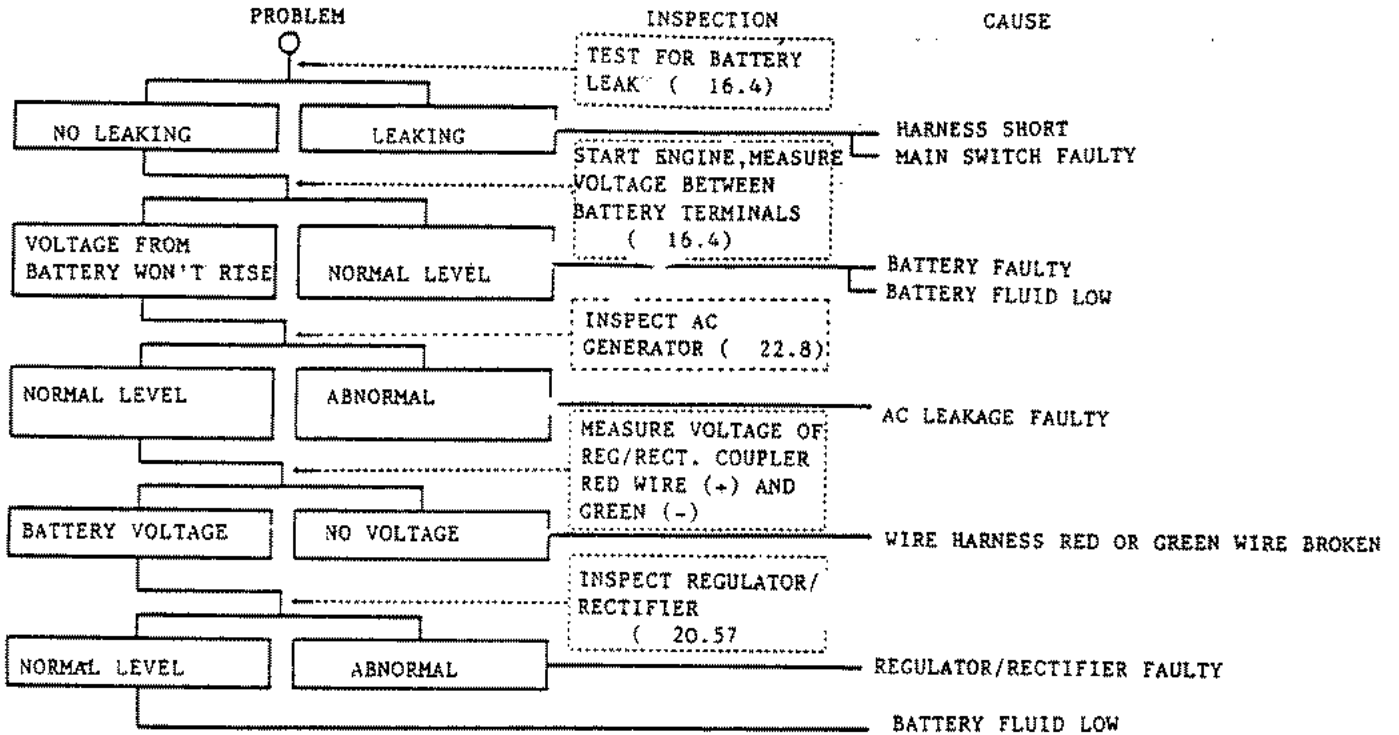 PROBLEM
INSPECTION
CAUSE
TEST FOR BATTERY
LEAK ( 16.4)
NO LEAKING
LEAKING
HARNESS SHORT
MAIN SWITCH FAULTY
START ENGINE,MEASURE
VOLTAGE BETWEEN
BATTERY TERMINALS
( 16.4)
VOLTAGE FROM
BATTERY WON'T RISE
NORMAL LEVEL
BATTERY FAULTY
BATTERY FLUID LOW
INSPECT AC
GENERATOR ( 22.8)
NORMAL LEVEL
ABNORMAL
AC LEAKAGE FAULTY
MEASURE VOLTAGE OF
REG/RECT. COUPLER
RED WIRE (+) AND
GREEN (-)
BATTERY VOLTAGE
NO VOLTAGE
WIRE HARNESS RED OR GREEN WIRE BROKEN
INSPECT REGULATOR/
RECTIFIER
( 20.57
NORMAL LEVEL
ABNORMAL
REGULATOR/RECTIFIER FAULTY
BATTERY FLUID LOW